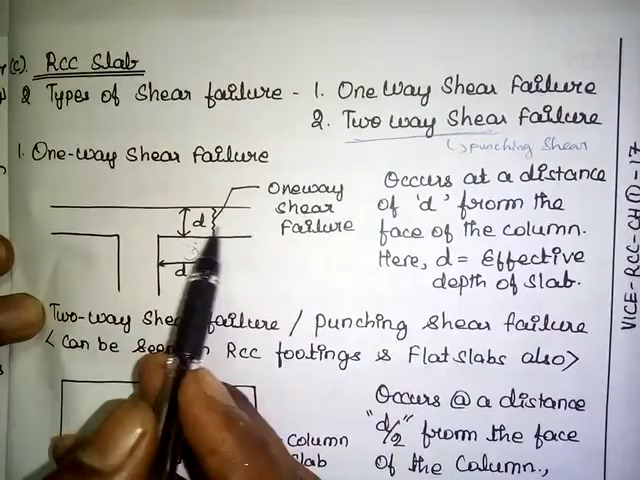 (c). RCC Slab
2 Types of Shear failure - 1. One Way Shear Failure
2. Two way Shear Failure
↳ punching Shear
1. One-way Shear Failure
Oneway
Shear
Failure
d
d
Occurs at a distance
of 'd' from the
face of the column.
Here, d = Effective
depth of Slab.
Two-way Shear failure / punching shear failure
< Can be seen in RCC footings & Flat slabs also>
Occurs @ a distance
"d/2" from the face
of the column.,
column
Slab
VICE-RCC-CH①-17